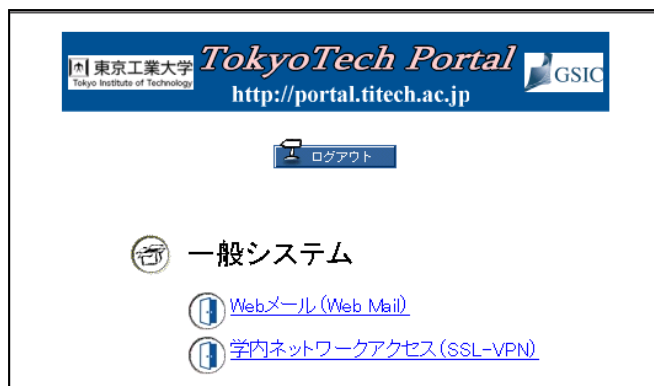 東京工業大学
Tokyo Institute of Technology
TokyoTech Portal
http://portal.titech.ac.jp
GSIC
ログアウト
一般システム
Webメール(Web Mail)
学内ネットワークアクセス(SSL-VPN)